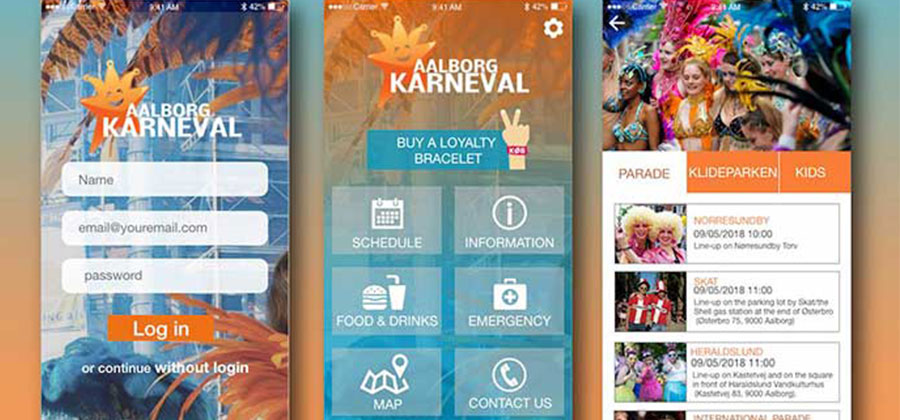 Carrier 9:41 AM 42%
AALBORG
KARNEVAL
Name
email@youremail.com
password
Log in
or continue without login
Carrier 9:41 AM 42%
AALBORG
KARNEVAL
BUY A LOYALTY
BRACELET
SCHEDULE
INFORMATION
FOOD & DRINKS
EMERGENCY
MAP
CONTACT US
Carrier 9:41 AM 42%
PARADE
KLIDEPARKEN
KIDS
NORRESUNDBY
09/05/2018 10:00
Line-up on Nørresundby Torv
SKAT
09/05/2018 11:00
Line-up on the parking lot by Skat/the
Shell gas station at the end of Østerbro
(Østerbro 75, 9000 Aalborg)
HERALDSLUND
09/05/2018 11:00
Line-up on Kastetvej and on the square
in front of Haraldslund Vandkulturhus
(Kastetvej 83, 9000 Aalborg)
INTERNATIONAL PARADE